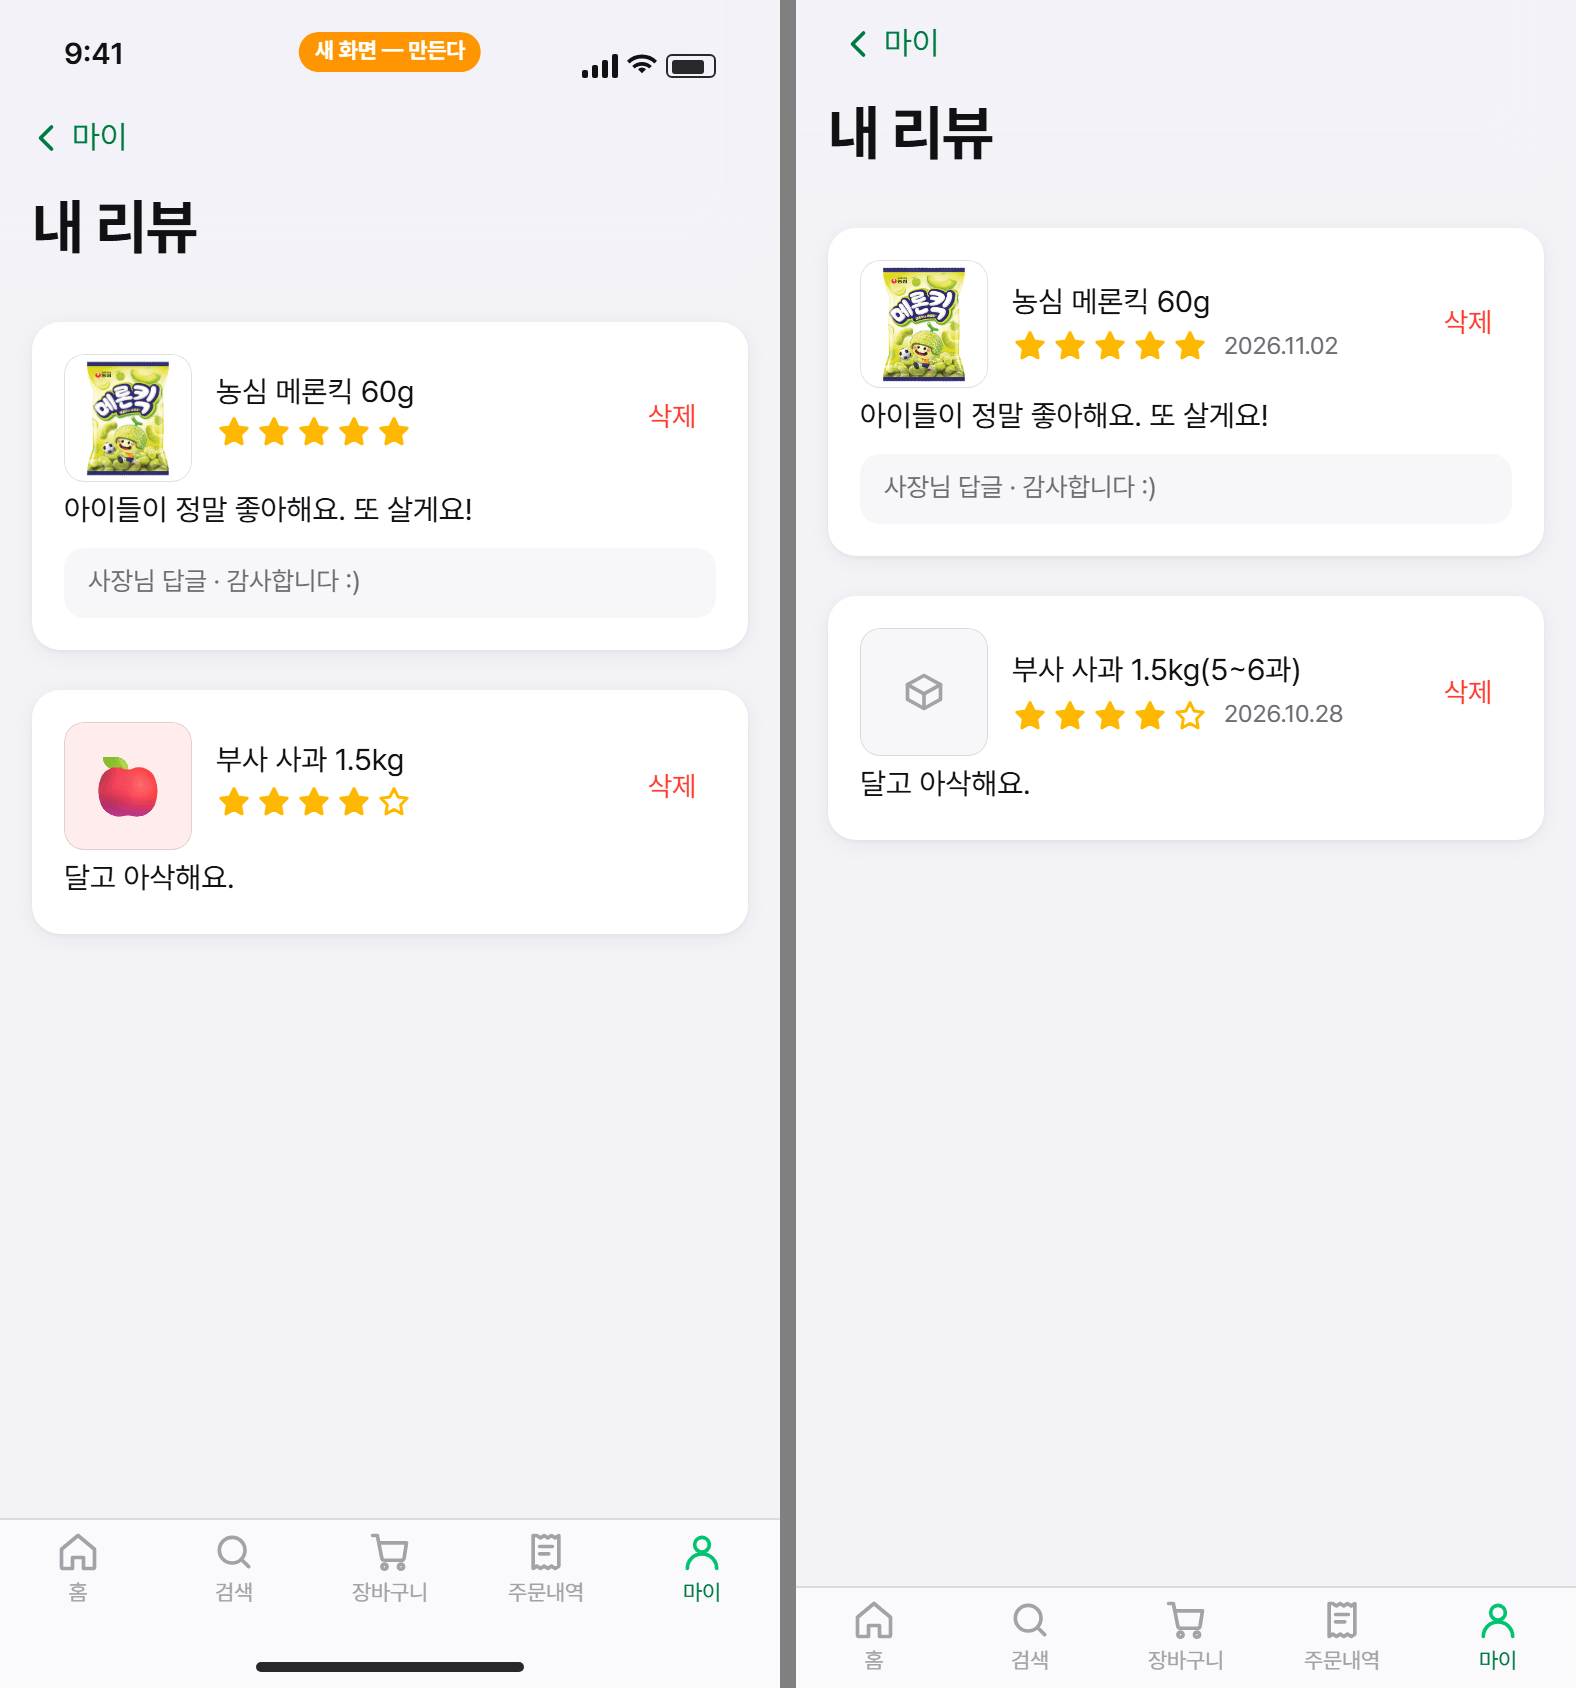 9:41
새 화면 — 만든다
마이
내 리뷰
메론킥
농심 메론킥 60g
삭제
아이들이 정말 좋아해요. 또 살게요!
사장님 답글 · 감사합니다 :)
부사 사과 1.5kg
삭제
달고 아삭해요.
홈
검색
장바구니
주문내역
마이
마이
내 리뷰
메론킥
농심 메론킥 60g
2026.11.02
삭제
아이들이 정말 좋아해요. 또 살게요!
사장님 답글 · 감사합니다 :)
부사 사과 1.5kg(5~6과)
2026.10.28
삭제
달고 아삭해요.
홈
검색
장바구니
주문내역
마이